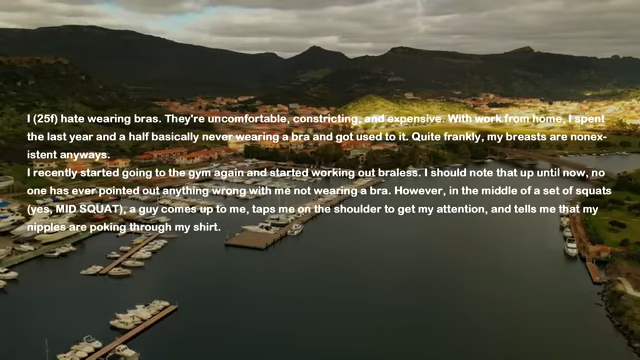 I (25f) hate wearing bras. They're uncomfortable, constricting, and expensive. With work from home, I spent
the last year and a half basically never wearing a bra and got used to it. Quite frankly, my breasts are nonex-
istent anyways.
I recently started going to the gym again and started working out braless. I should note that up until now, no
one has ever pointed out anything wrong with me not wearing a bra. However, in the middle of a set of squats
(yes, MID SQUAT), a guy comes up to me, taps me on the shoulder to get my attention, and tells me that my
nipples are poking through my shirt.